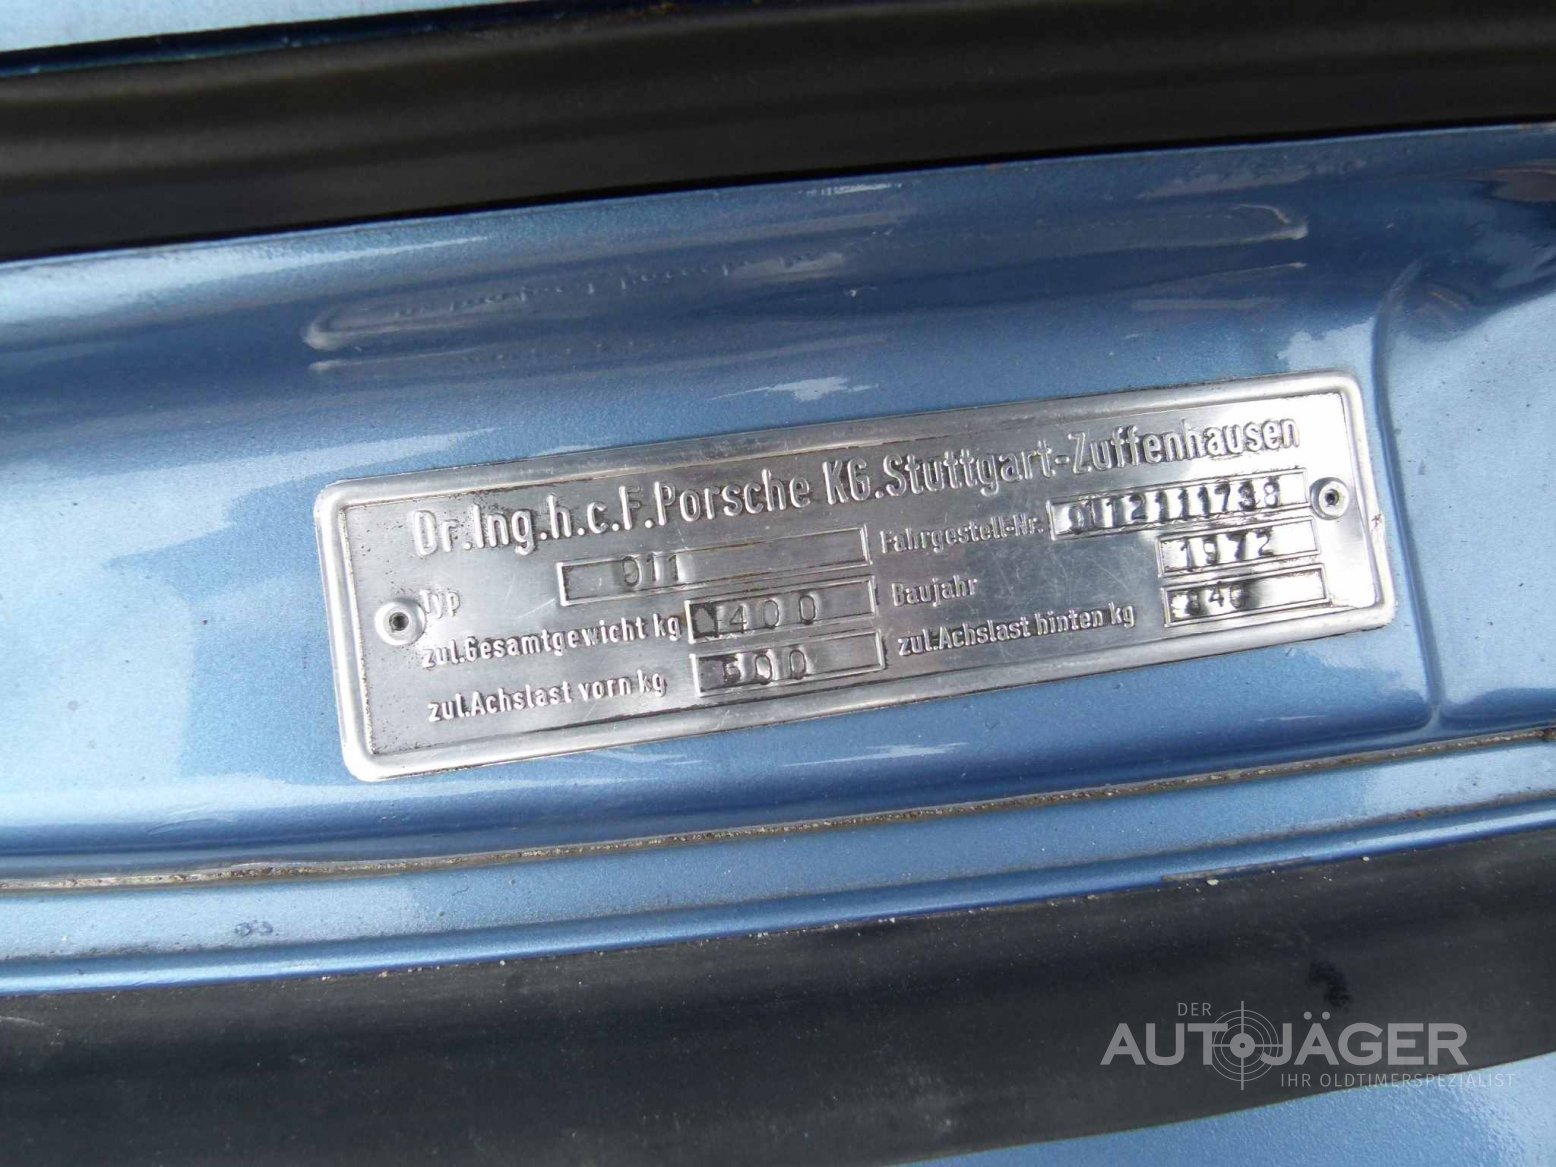 Dr.Ing.h.c.F.Porsche KG.Stuttgart-Zuffenhausen
Typ 911 Fahrgestell-Nr. 9112111738
zul.Gesamtgewicht kg 1400 Baujahr 1972
zul.Achslast vorn kg 600 zul.Achslast hinten kg 840
DER
AUTOJÄGER
IHR OLDTIMERSPEZIALIST